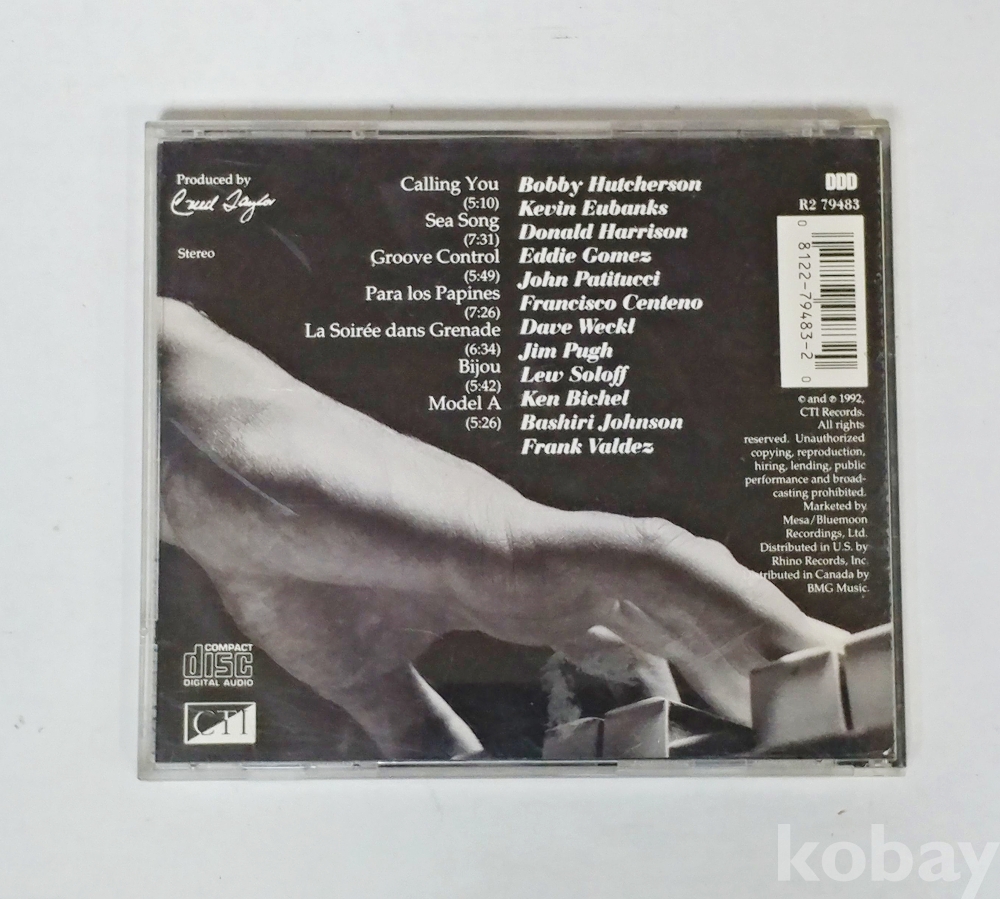 Produced by
Creed Taylor
Stereo
Calling You
(5:10)
Sea Song
(7:31)
Groove Control
(5:49)
Para los Papines
(7:26)
La Soirée dans Grenade
(6:34)
Bijou
(5:42)
Model A
(5:26)
Bobby Hutcherson
Kevin Eubanks
Donald Harrison
Eddie Gomez
John Patitucci
Francisco Centeno
Dave Weckl
Jim Pugh
Lew Soloff
Ken Bichel
Bashiri Johnson
Frank Valdez
DDD
R2 79483
0 8122-79483-2 0
© and ℗ 1992,
CTI Records.
All rights
reserved. Unauthorized
copying, reproduction,
hiring, lending, public
performance and broad-
casting prohibited.
Marketed by
Mesa/Bluemoon
Recordings, Ltd.
Distributed in U.S. by
Rhino Records, Inc.
Distributed in Canada by
BMG Music.
COMPACT
disc
DIGITAL AUDIO
CTI
kobay